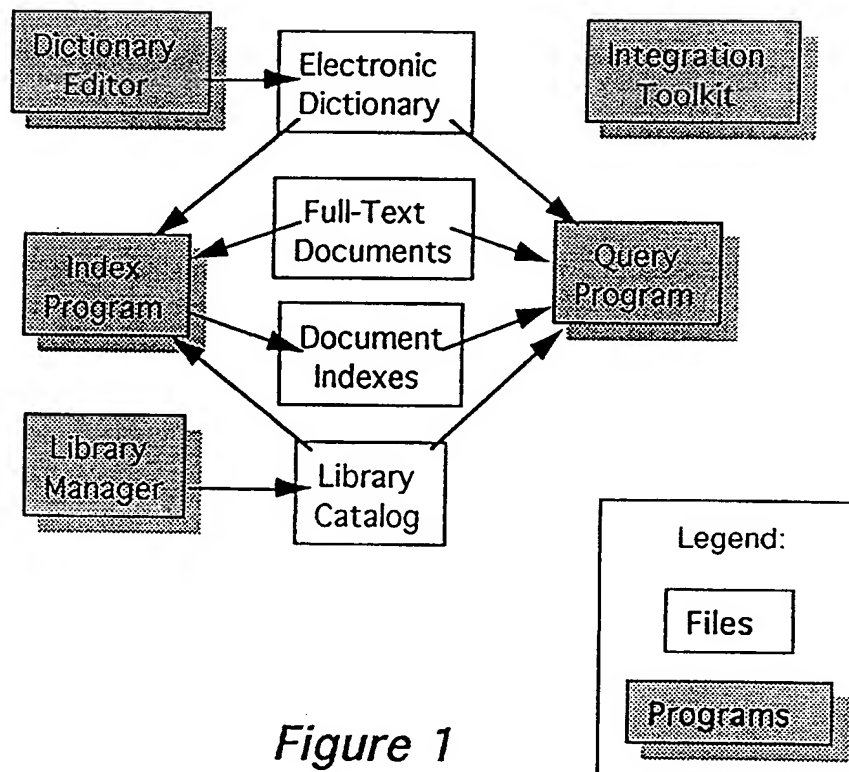 Dictionary
Editor
Electronic
Dictionary
Integration
Toolkit
Full-Text
Documents
Index
Program
Query
Program
Document
Indexes
Library
Manager
Library
Catalog
Legend:
Files
Programs
Figure 1